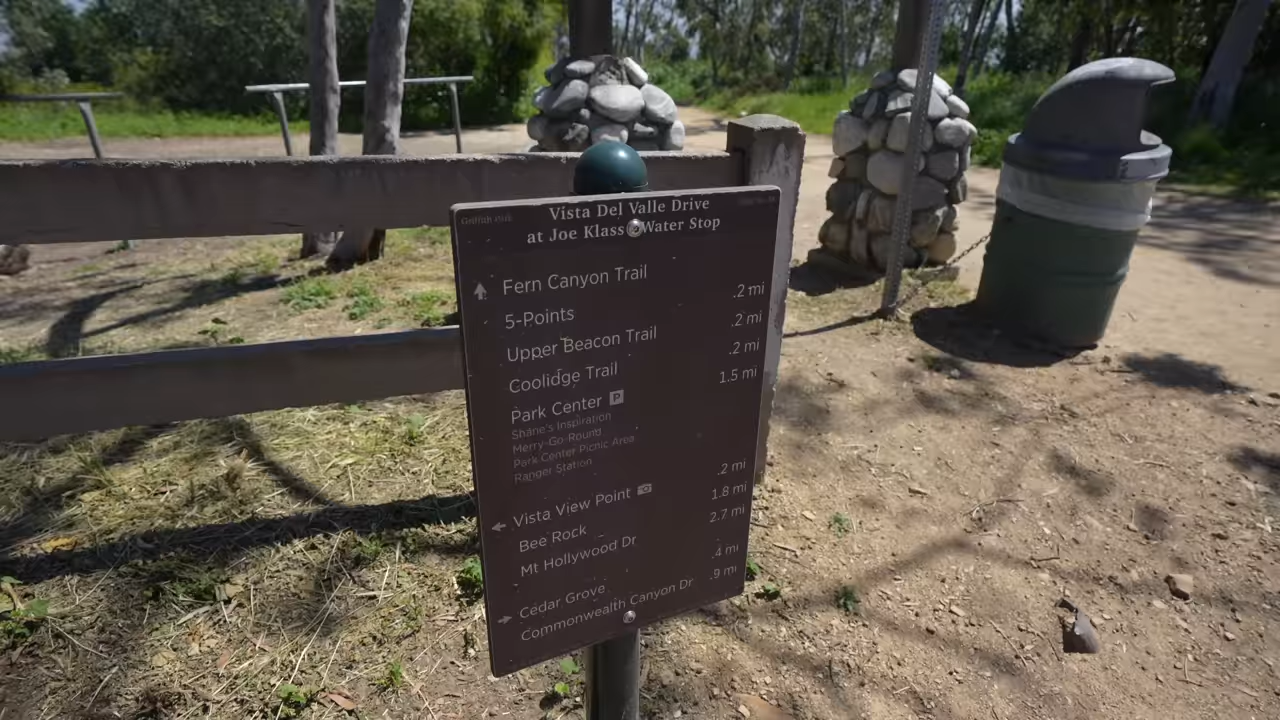 Griffith Park
Vista Del Valle Drive
at Joe Klass Water Stop
Fern Canyon Trail
5-Points .2 mi
Upper Beacon Trail .2 mi
Coolidge Trail .2 mi
Park Center P 1.5 mi
Shane's Inspiration
Merry-Go-Round
Park Center Picnic Area
Ranger Station
Vista View Point .2 mi
Bee Rock 1.8 mi
Mt Hollywood Dr 2.7 mi
Cedar Grove .4 mi
Commonwealth Canyon Dr .9 mi